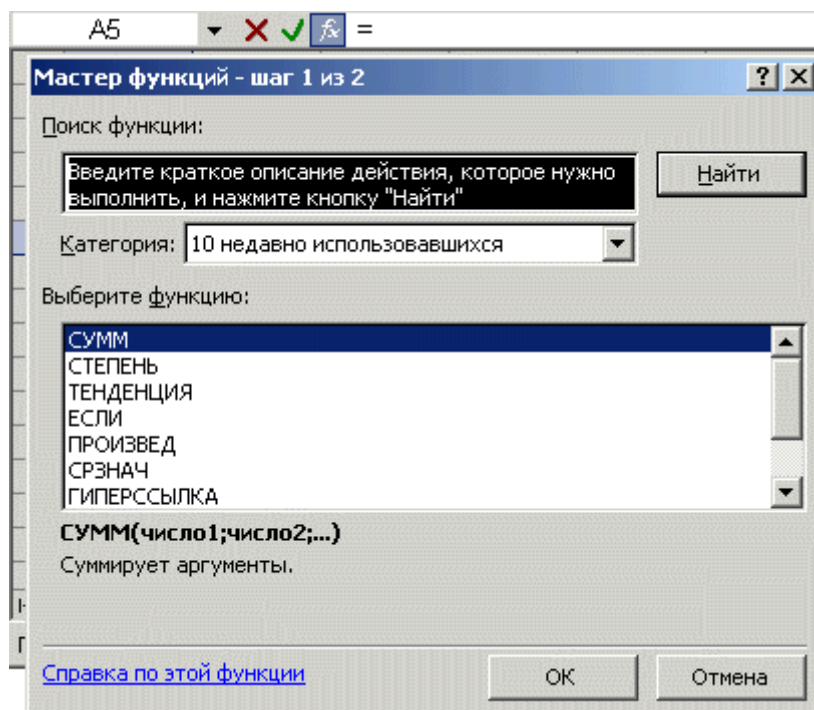 A5 fx =
Мастер функций - шаг 1 из 2
Поиск функции:
Введите краткое описание действия, которое нужно
выполнить, и нажмите кнопку "Найти"
Найти
Категория: 10 недавно использовавшихся
Выберите функцию:
СУММ
СТЕПЕНЬ
ТЕНДЕНЦИЯ
ЕСЛИ
ПРОИЗВЕД
СРЗНАЧ
ГИПЕРССЫЛКА
СУММ(число1;число2;...)
Суммирует аргументы.
Справка по этой функции
ОК
Отмена